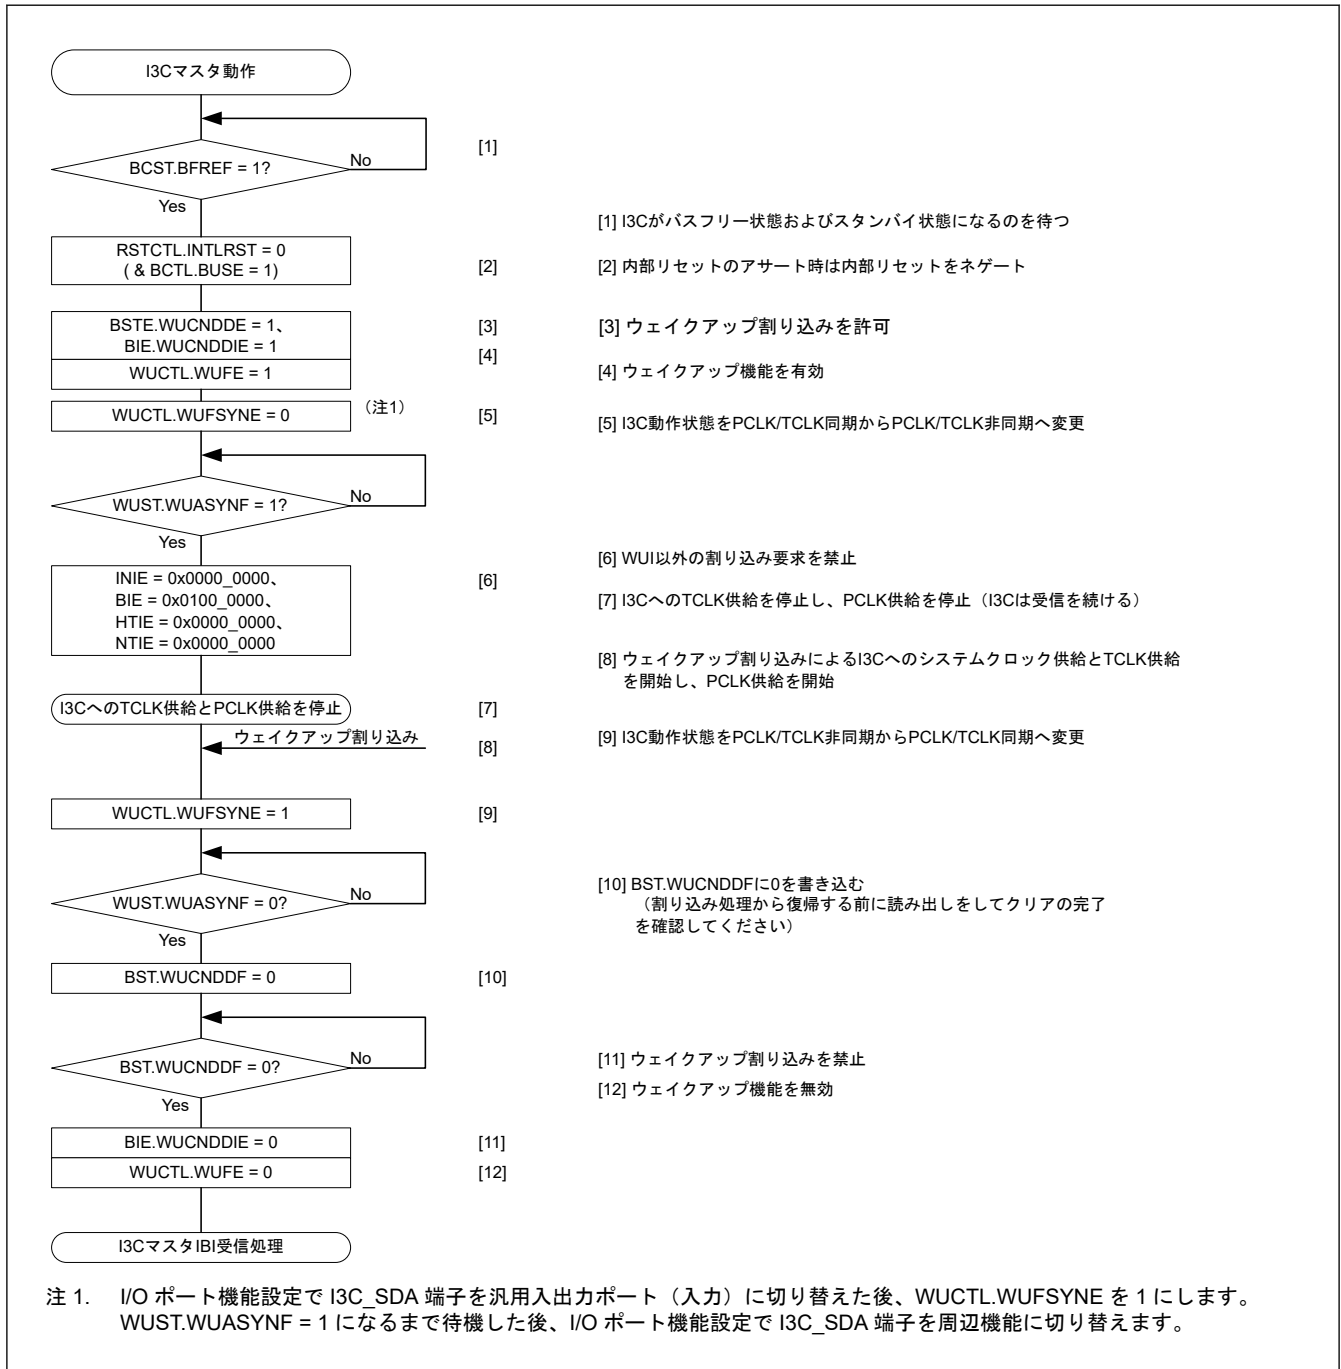 I3Cマスタ動作
BCST.BFREF = 1?
No
[1]
Yes
[1] I3Cがバスフリー状態およびスタンバイ状態になるのを待つ
RSTCTL.INTLRST = 0
( & BCTL.BUSE = 1)
[2]
[2] 内部リセットのアサート時は内部リセットをネゲート
BSTE.WUCNDDE = 1、
BIE.WUCNDDIE = 1
[3]
[3] ウェイクアップ割り込みを許可
WUCTL.WUFE = 1
[4]
[4] ウェイクアップ機能を有効
WUCTL.WUFSYNE = 0
（注1）
[5]
[5] I3C動作状態をPCLK/TCLK同期からPCLK/TCLK非同期へ変更
WUST.WUASYNF = 1?
No
Yes
[6] WUI以外の割り込み要求を禁止
INIE = 0x0000_0000、
BIE = 0x0100_0000、
HTIE = 0x0000_0000、
NTIE = 0x0000_0000
[6]
[7] I3CへのTCLK供給を停止し、PCLK供給を停止（I3Cは受信を続ける）
[8] ウェイクアップ割り込みによるI3Cへのシステムクロック供給とTCLK供給
を開始し、PCLK供給を開始
I3CへのTCLK供給とPCLK供給を停止
[7]
ウェイクアップ割り込み
[8]
[9] I3C動作状態をPCLK/TCLK非同期からPCLK/TCLK同期へ変更
WUCTL.WUFSYNE = 1
[9]
WUST.WUASYNF = 0?
No
Yes
[10] BST.WUCNDDFに0を書き込む
（割り込み処理から復帰する前に読み出しをしてクリアの完了
を確認してください）
BST.WUCNDDF = 0
[10]
BST.WUCNDDF = 0?
No
Yes
[11] ウェイクアップ割り込みを禁止
[12] ウェイクアップ機能を無効
BIE.WUCNDDIE = 0
[11]
WUCTL.WUFE = 0
[12]
I3CマスタIBI受信処理
注 1. I/O ポート機能設定で I3C_SDA 端子を汎用入出力ポート（入力）に切り替えた後、WUCTL.WUFSYNE を 1 にします。
WUST.WUASYNF = 1 になるまで待機した後、I/O ポート機能設定で I3C_SDA 端子を周辺機能に切り替えます。